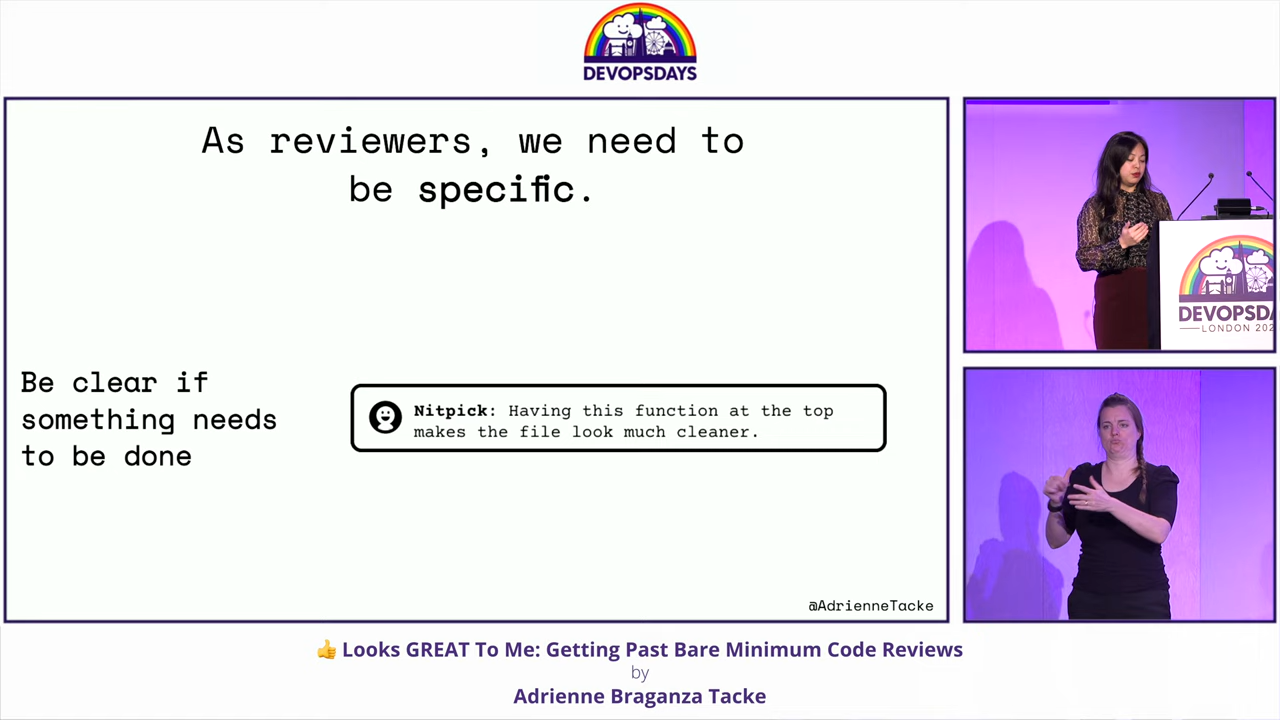 DEVOPSDAYS
As reviewers, we need to
be specific.
Be clear if
something needs
to be done
Nitpick: Having this function at the top
makes the file look much cleaner.
@AdrienneTacke
DEVOPSDA
LONDON 202
👍 Looks GREAT To Me: Getting Past Bare Minimum Code Reviews
by
Adrienne Braganza Tacke